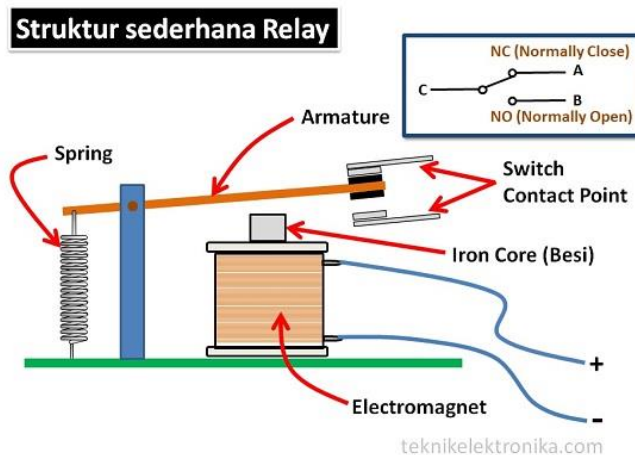 Struktur sederhana Relay
NC (Normally Close)
A
C
B
NO (Normally Open)
Armature
Spring
Switch
Contact Point
Iron Core (Besi)
+
Electromagnet
-
teknikelektronika.com